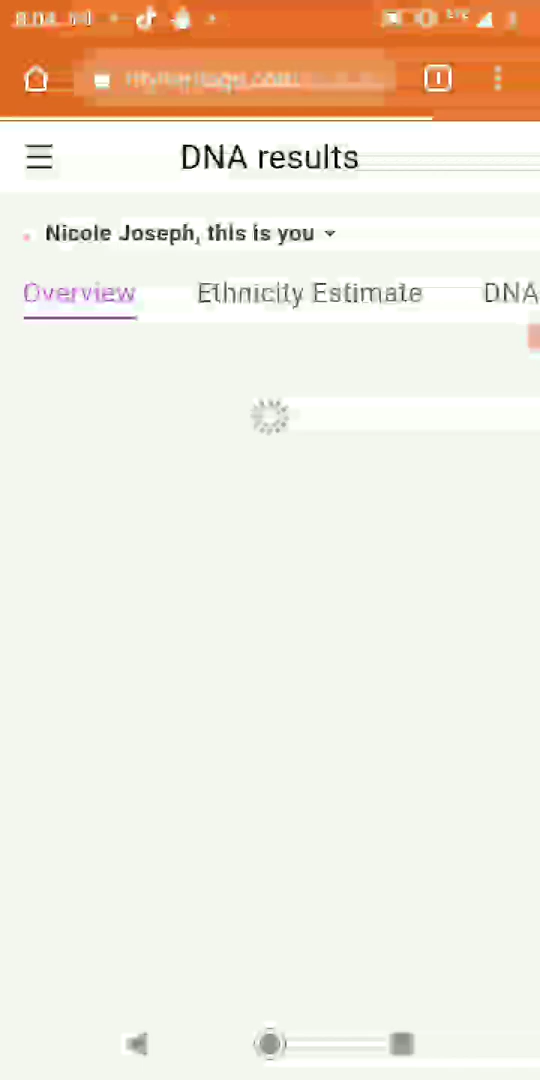 DNA results
Nicole Joseph, this is you
Overview Ethnicity Estimate DNA